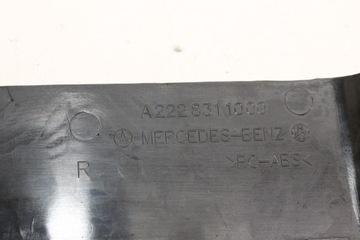 A2228311000
MERCEDES-BENZ
>PC-ABS<
R